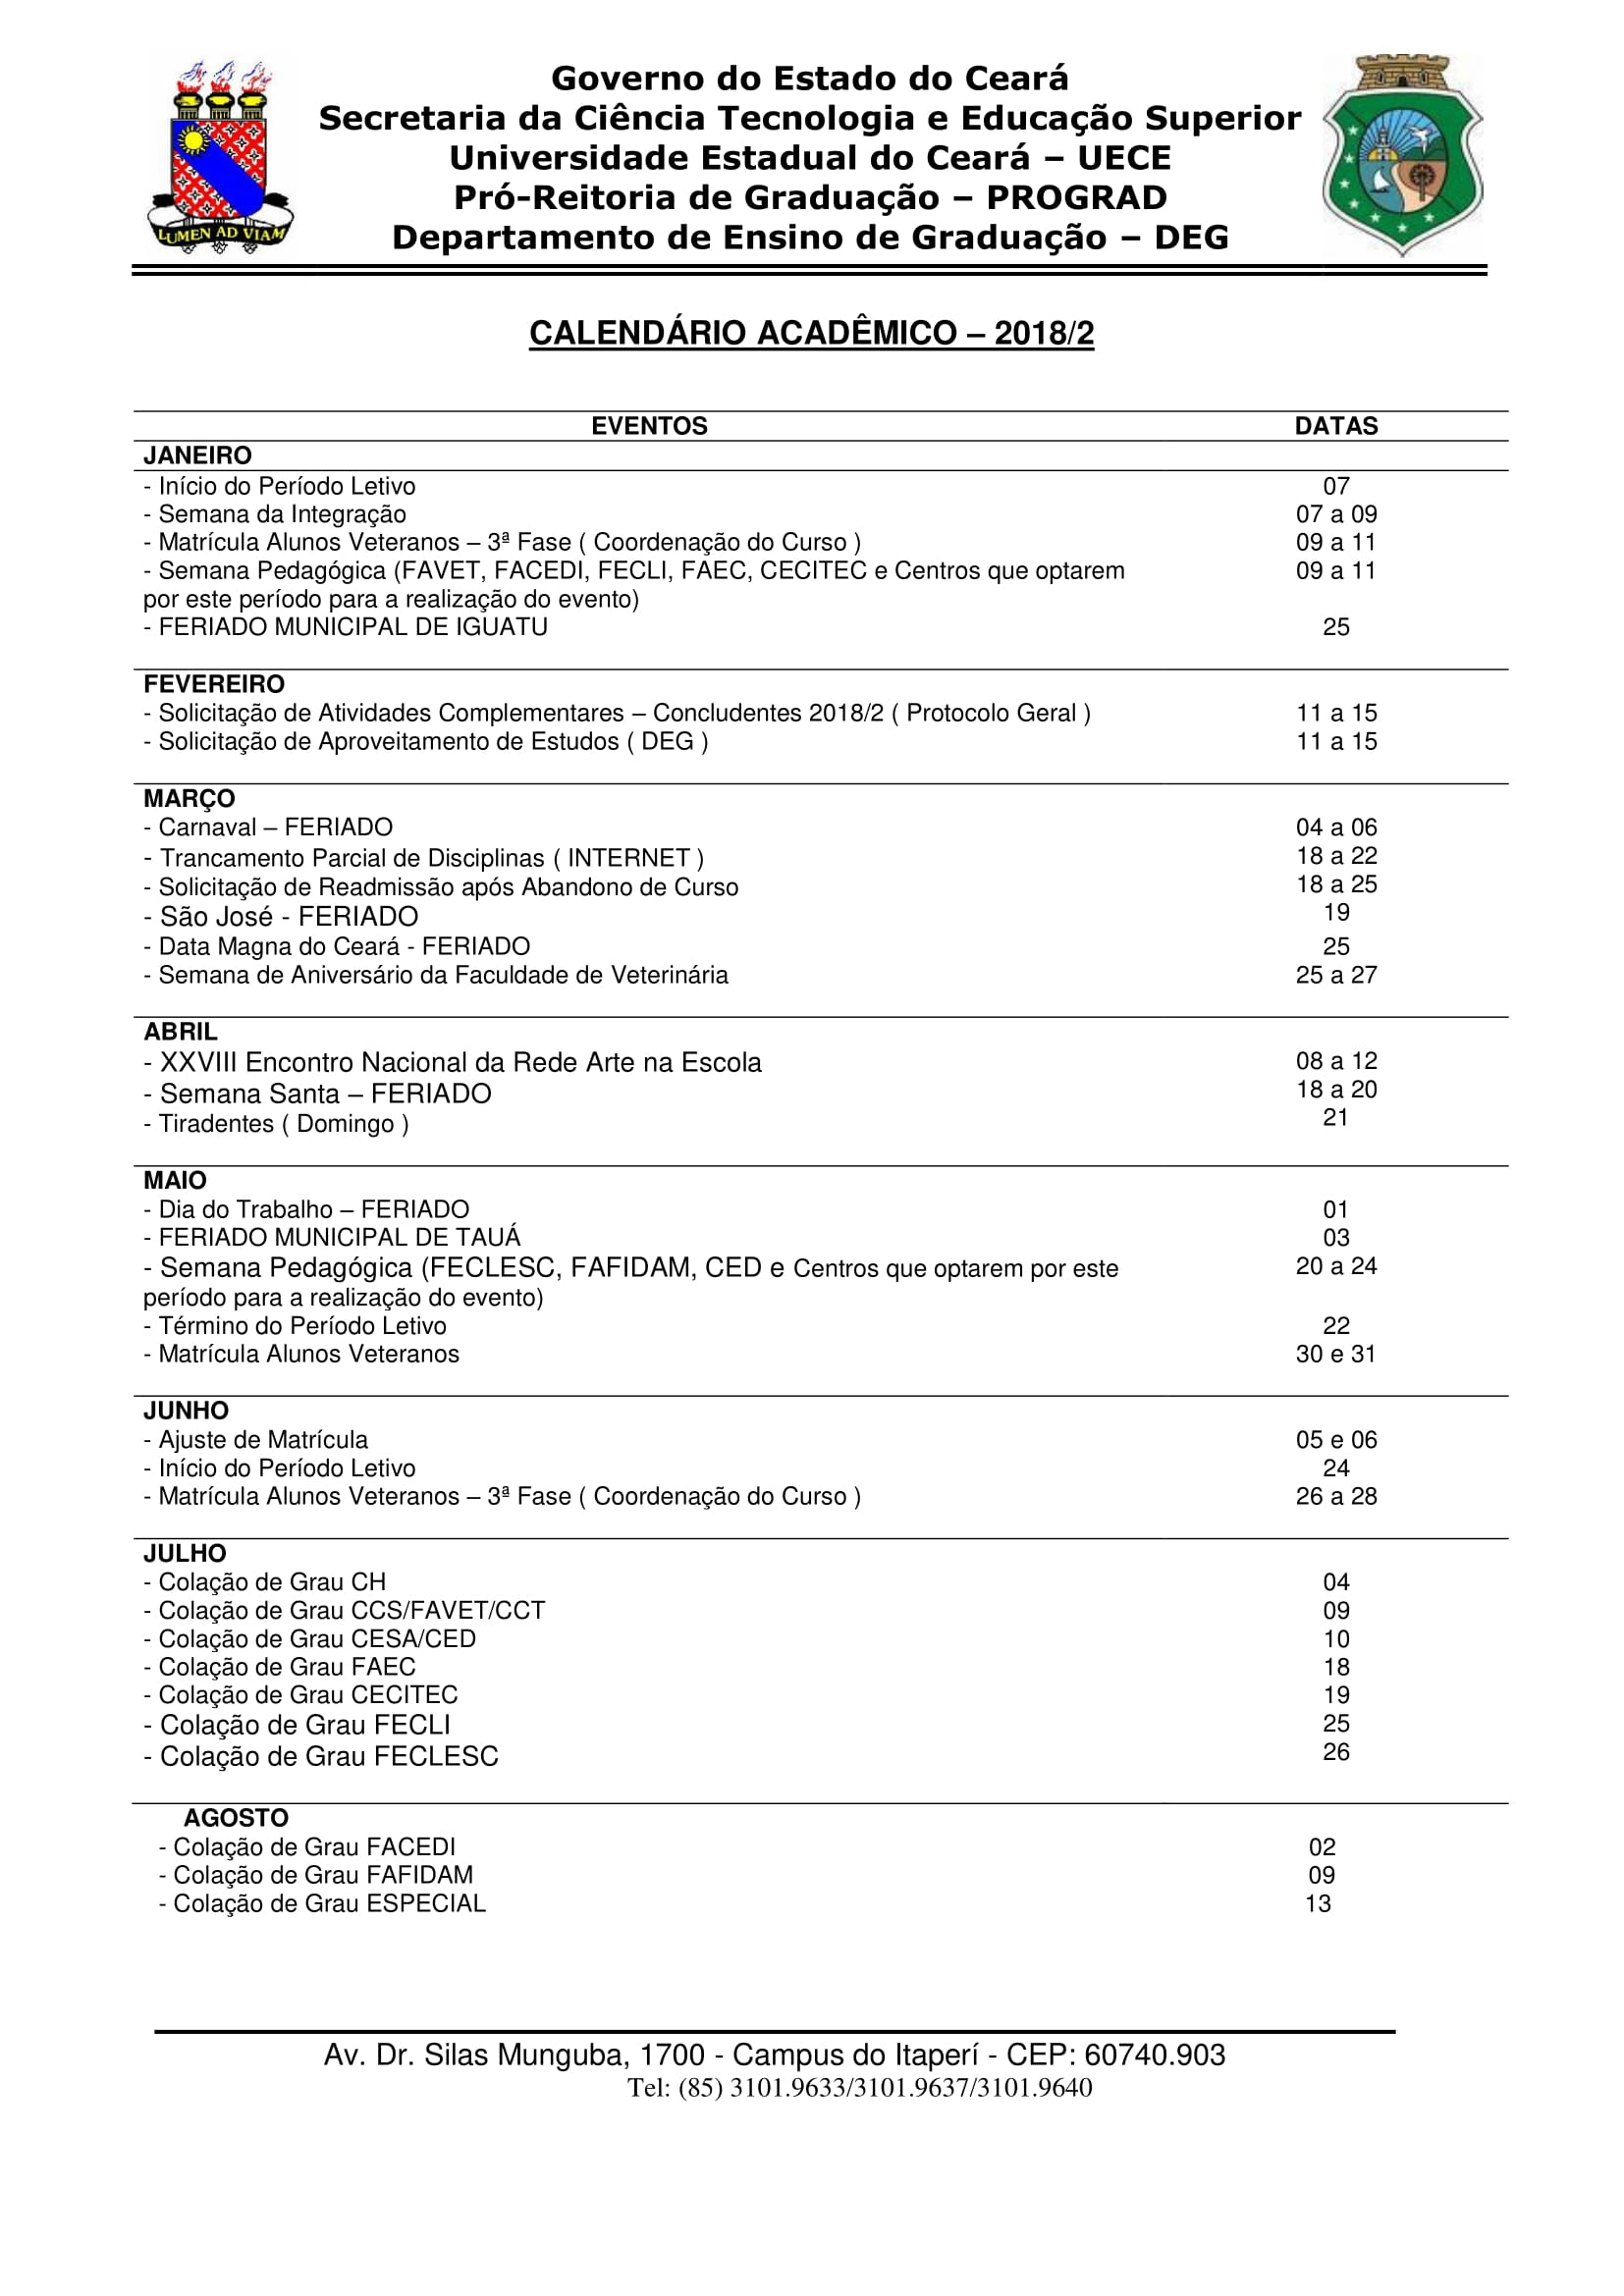 Governo do Estado do Ceará
Secretaria da Ciência Tecnologia e Educação Superior
Universidade Estadual do Ceará – UECE
Pró-Reitoria de Graduação – PROGRAD
Departamento de Ensino de Graduação – DEG
LUMEN AD VIAM
CALENDÁRIO ACADÊMICO – 2018/2
EVENTOS DATAS
JANEIRO
- Início do Período Letivo 07
- Semana da Integração 07 a 09
- Matrícula Alunos Veteranos – 3ª Fase ( Coordenação do Curso ) 09 a 11
- Semana Pedagógica (FAVET, FACEDI, FECLI, FAEC, CECITEC e Centros que optarem 09 a 11
por este período para a realização do evento)
- FERIADO MUNICIPAL DE IGUATU 25
FEVEREIRO
- Solicitação de Atividades Complementares – Concludentes 2018/2 ( Protocolo Geral ) 11 a 15
- Solicitação de Aproveitamento de Estudos ( DEG ) 11 a 15
MARÇO
- Carnaval – FERIADO 04 a 06
- Trancamento Parcial de Disciplinas ( INTERNET ) 18 a 22
- Solicitação de Readmissão após Abandono de Curso 18 a 25
- São José - FERIADO 19
- Data Magna do Ceará - FERIADO 25
- Semana de Aniversário da Faculdade de Veterinária 25 a 27
ABRIL
- XXVIII Encontro Nacional da Rede Arte na Escola 08 a 12
- Semana Santa – FERIADO 18 a 20
- Tiradentes ( Domingo ) 21
MAIO
- Dia do Trabalho – FERIADO 01
- FERIADO MUNICIPAL DE TAUÁ 03
- Semana Pedagógica (FECLESC, FAFIDAM, CED e Centros que optarem por este 20 a 24
período para a realização do evento)
- Término do Período Letivo 22
- Matrícula Alunos Veteranos 30 e 31
JUNHO
- Ajuste de Matrícula 05 e 06
- Início do Período Letivo 24
- Matrícula Alunos Veteranos – 3ª Fase ( Coordenação do Curso ) 26 a 28
JULHO
- Colação de Grau CH 04
- Colação de Grau CCS/FAVET/CCT 09
- Colação de Grau CESA/CED 10
- Colação de Grau FAEC 18
- Colação de Grau CECITEC 19
- Colação de Grau FECLI 25
- Colação de Grau FECLESC 26
AGOSTO
- Colação de Grau FACEDI 02
- Colação de Grau FAFIDAM 09
- Colação de Grau ESPECIAL 13
Av. Dr. Silas Munguba, 1700 - Campus do Itaperí - CEP: 60740.903
Tel: (85) 3101.9633/3101.9637/3101.9640